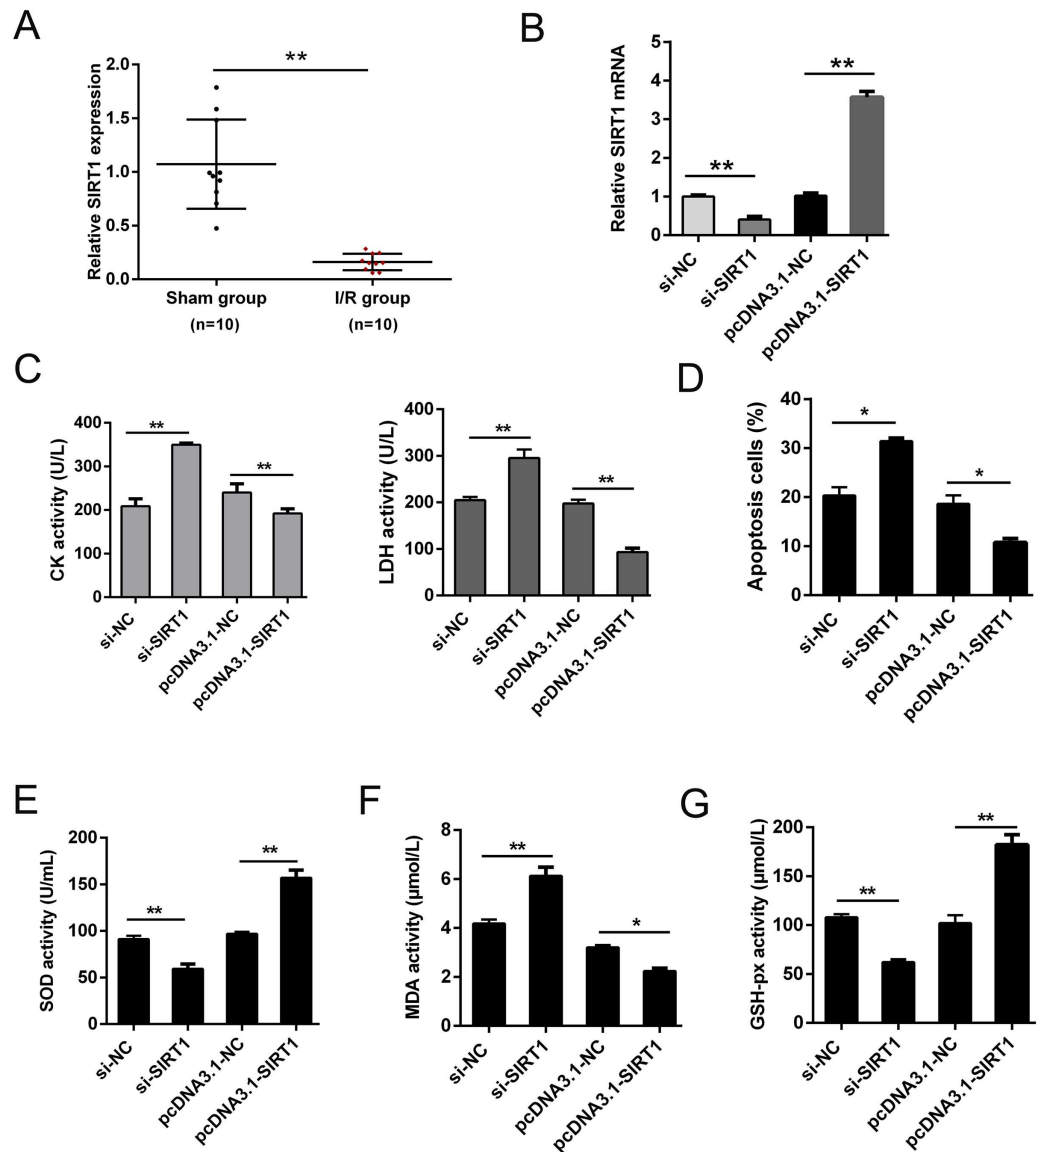 A
Relative SIRT1 expression
2.0
1.5
1.0
0.5
0.0
**
Sham group
(n=10)
I/R group
(n=10)
B
Relative SIRT1 mRNA
5
4
3
2
1
0
**
**
si-NC
si-SIRT1
pcDNA3.1-NC
pcDNA3.1-SIRT1
C
CK activity (U/L)
400
300
200
100
0
**
**
si-NC
si-SIRT1
pcDNA3.1-NC
pcDNA3.1-SIRT1
LDH activity (U/L)
400
300
200
100
0
**
**
si-NC
si-SIRT1
pcDNA3.1-NC
pcDNA3.1-SIRT1
D
Apoptosis cells (%)
40
30
20
10
0
*
*
si-NC
si-SIRT1
pcDNA3.1-NC
pcDNA3.1-SIRT1
E
SOD activity (U/mL)
200
150
100
50
0
**
**
si-NC
si-SIRT1
pcDNA3.1-NC
pcDNA3.1-SIRT1
F
MDA activity (μmol/L)
8
6
4
2
0
**
*
si-NC
si-SIRT1
pcDNA3.1-NC
pcDNA3.1-SIRT1
G
GSH-px activity (μmol/L)
200
150
100
50
0
**
**
si-NC
si-SIRT1
pcDNA3.1-NC
pcDNA3.1-SIRT1